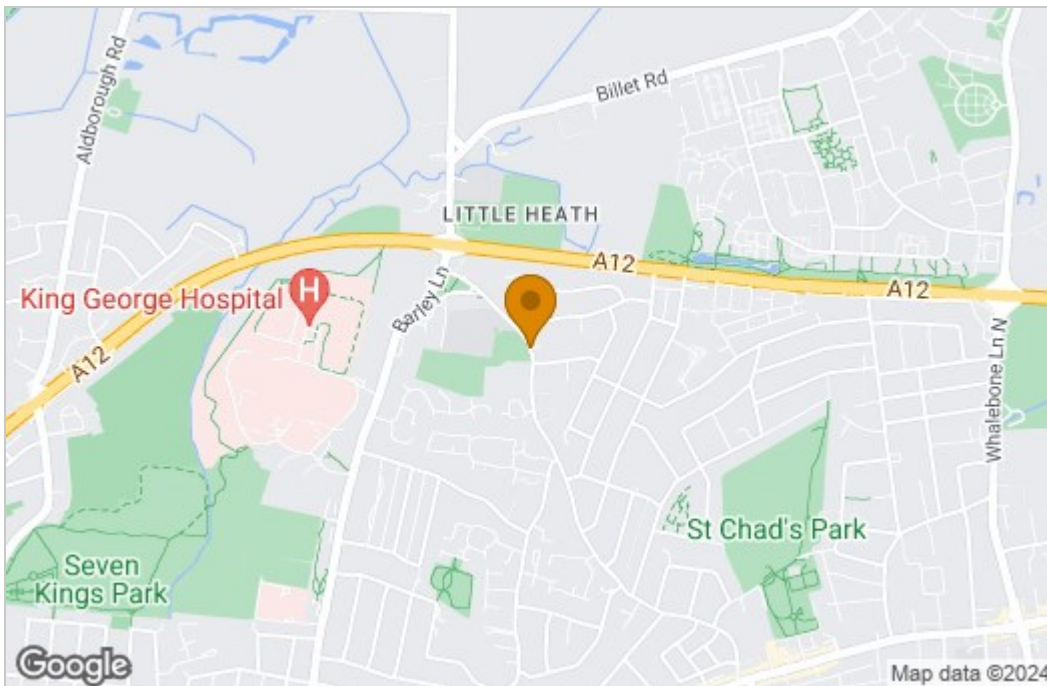 Aldborough Rd
Billet Rd
LITTLE HEATH
A12
King George Hospital
H
Barley Ln
A12
A12
Whalebone Ln N
St Chad's Park
Seven
Kings Park
Google
Map data ©2024